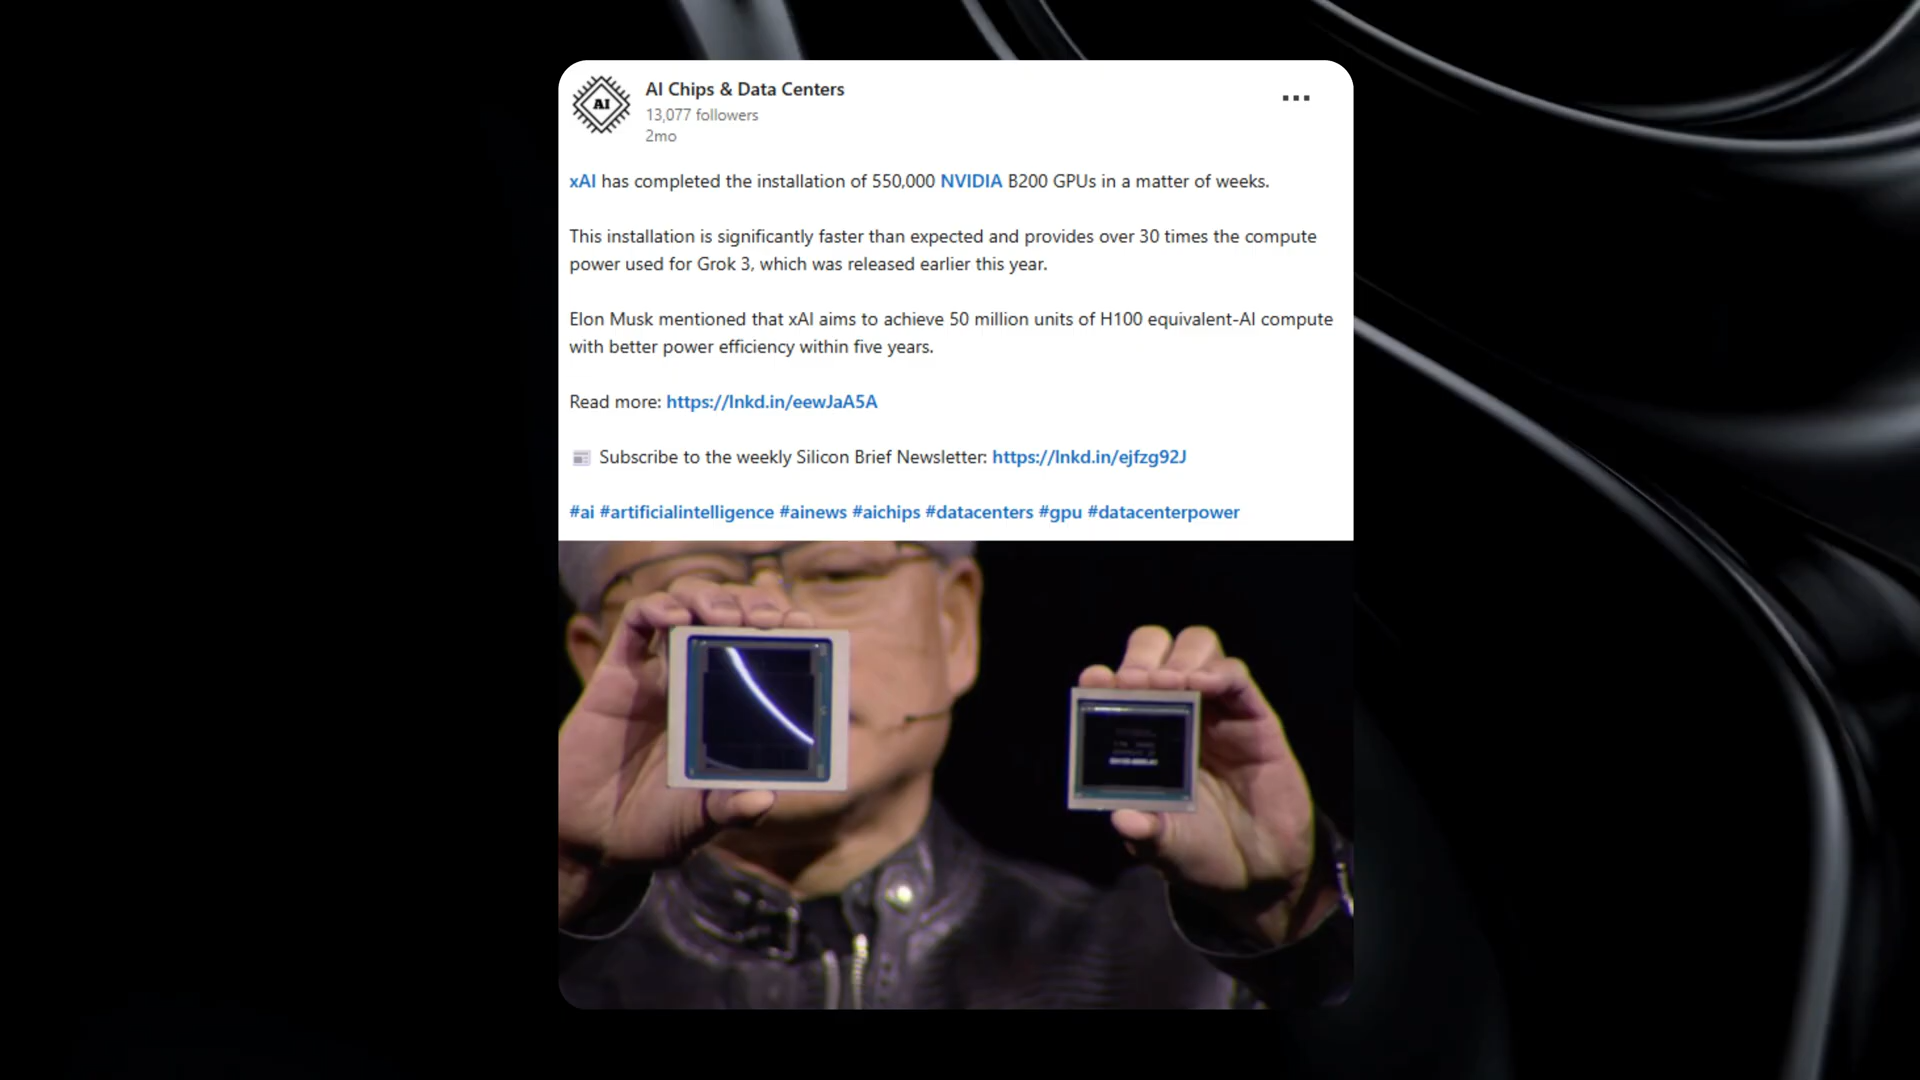 AI
AI Chips & Data Centers
13,077 followers
2mo
xAI has completed the installation of 550,000 NVIDIA B200 GPUs in a matter of weeks.
This installation is significantly faster than expected and provides over 30 times the compute
power used for Grok 3, which was released earlier this year.
Elon Musk mentioned that xAI aims to achieve 50 million units of H100 equivalent-AI compute
with better power efficiency within five years.
Read more: https://lnkd.in/eewJaA5A
Subscribe to the weekly Silicon Brief Newsletter: https://lnkd.in/ejfzg92J
#ai #artificialintelligence #ainews #aichips #datacenters #gpu #datacenterpower